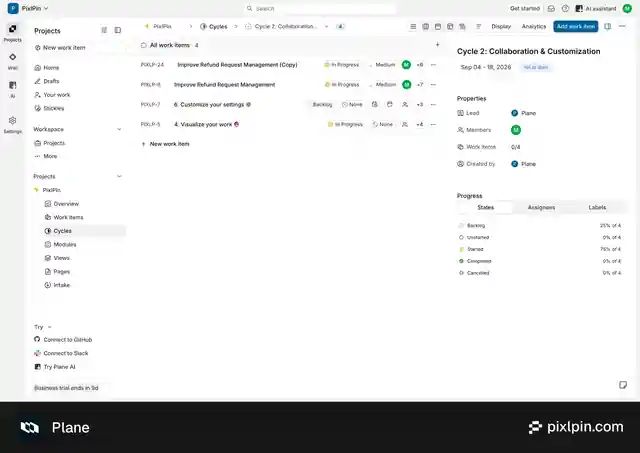 PixlPin
Search
Get started
AI assistant
M
Projects
Wiki
AI
Settings
Projects
New work item
Home
Drafts
Your work
Stickies
Workspace
Projects
More
Projects
PixlPin
Overview
Work items
Cycles
Modules
Views
Pages
Intake
Try
Connect to GitHub
Connect to Slack
Try Plane AI
Business trial ends in 9d
PixlPin
Cycles
Cycle 2: Collaboration...
4
Display
Analytics
Add work item
All work items 4
PIXLP-24 Improve Refund Request Management (Copy) In Progress Medium M +6
Improve Refund Request Management In Progress Medium M +7
PIXLP-7 6. Customize your settings Backlog None +3
PIXLP-5 4. Visualize your work In Progress None +4
New work item
Cycle 2: Collaboration & Customization
Sep 04 - 18, 2026
Properties
Lead Plane
Members M
Work items 0/4
Created by Plane
Progress
States Assignees Labels
Backlog 25% of 4
Unstarted 0% of 4
Started 75% of 4
Completed 0% of 4
Cancelled 0% of 4
Plane
pixlpin.com